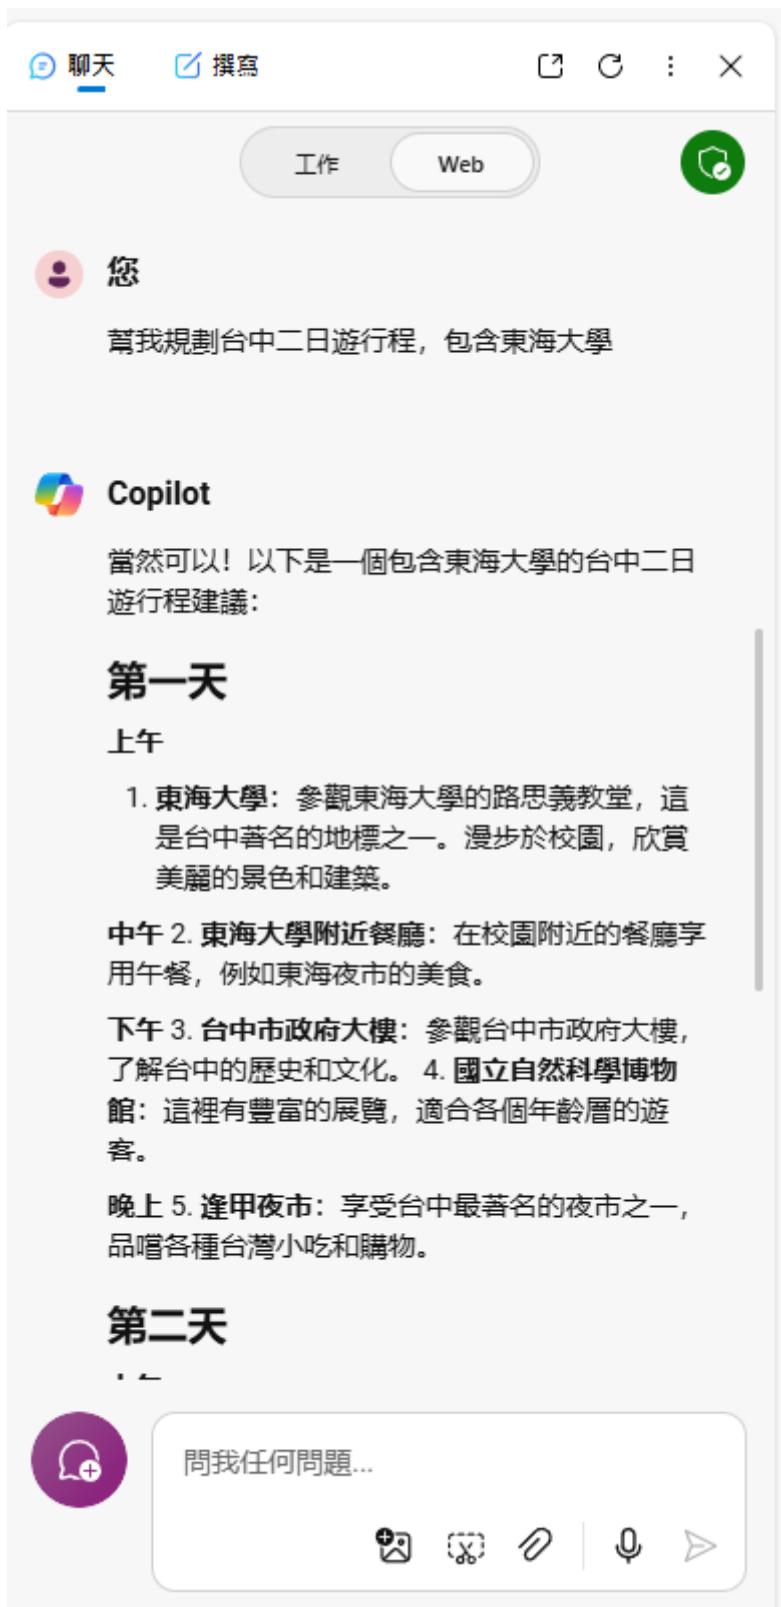 聊天 撰寫
工作 Web
您
幫我規劃台中二日遊行程，包含東海大學
Copilot
當然可以！以下是一個包含東海大學的台中二日
遊行程建議：
第一天
上午
1. 東海大學：參觀東海大學的路思義教堂，這
是台中著名的地標之一。漫步於校園，欣賞
美麗的景色和建築。
中午 2. 東海大學附近餐廳：在校園附近的餐廳享
用午餐，例如東海夜市的美食。
下午 3. 台中市政府大樓：參觀台中市政府大樓，
了解台中的歷史和文化。 4. 國立自然科學博物
館：這裡有豐富的展覽，適合各個年齡層的遊
客。
晚上 5. 逢甲夜市：享受台中最著名的夜市之一，
品嚐各種台灣小吃和購物。
第二天
問我任何問題...